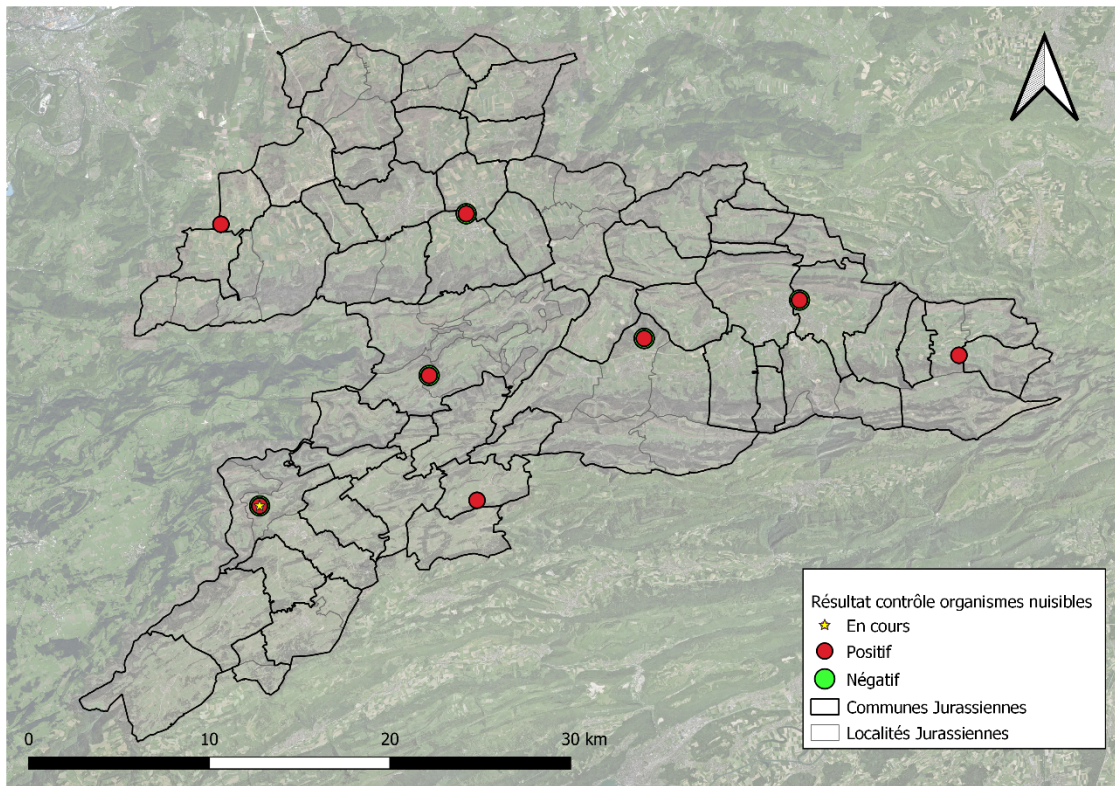 Résultat contrôle organismes nuisibles
En cours
Positif
Négatif
Communes Jurassiennes
Localités Jurassiennes
0 10 20 30 km